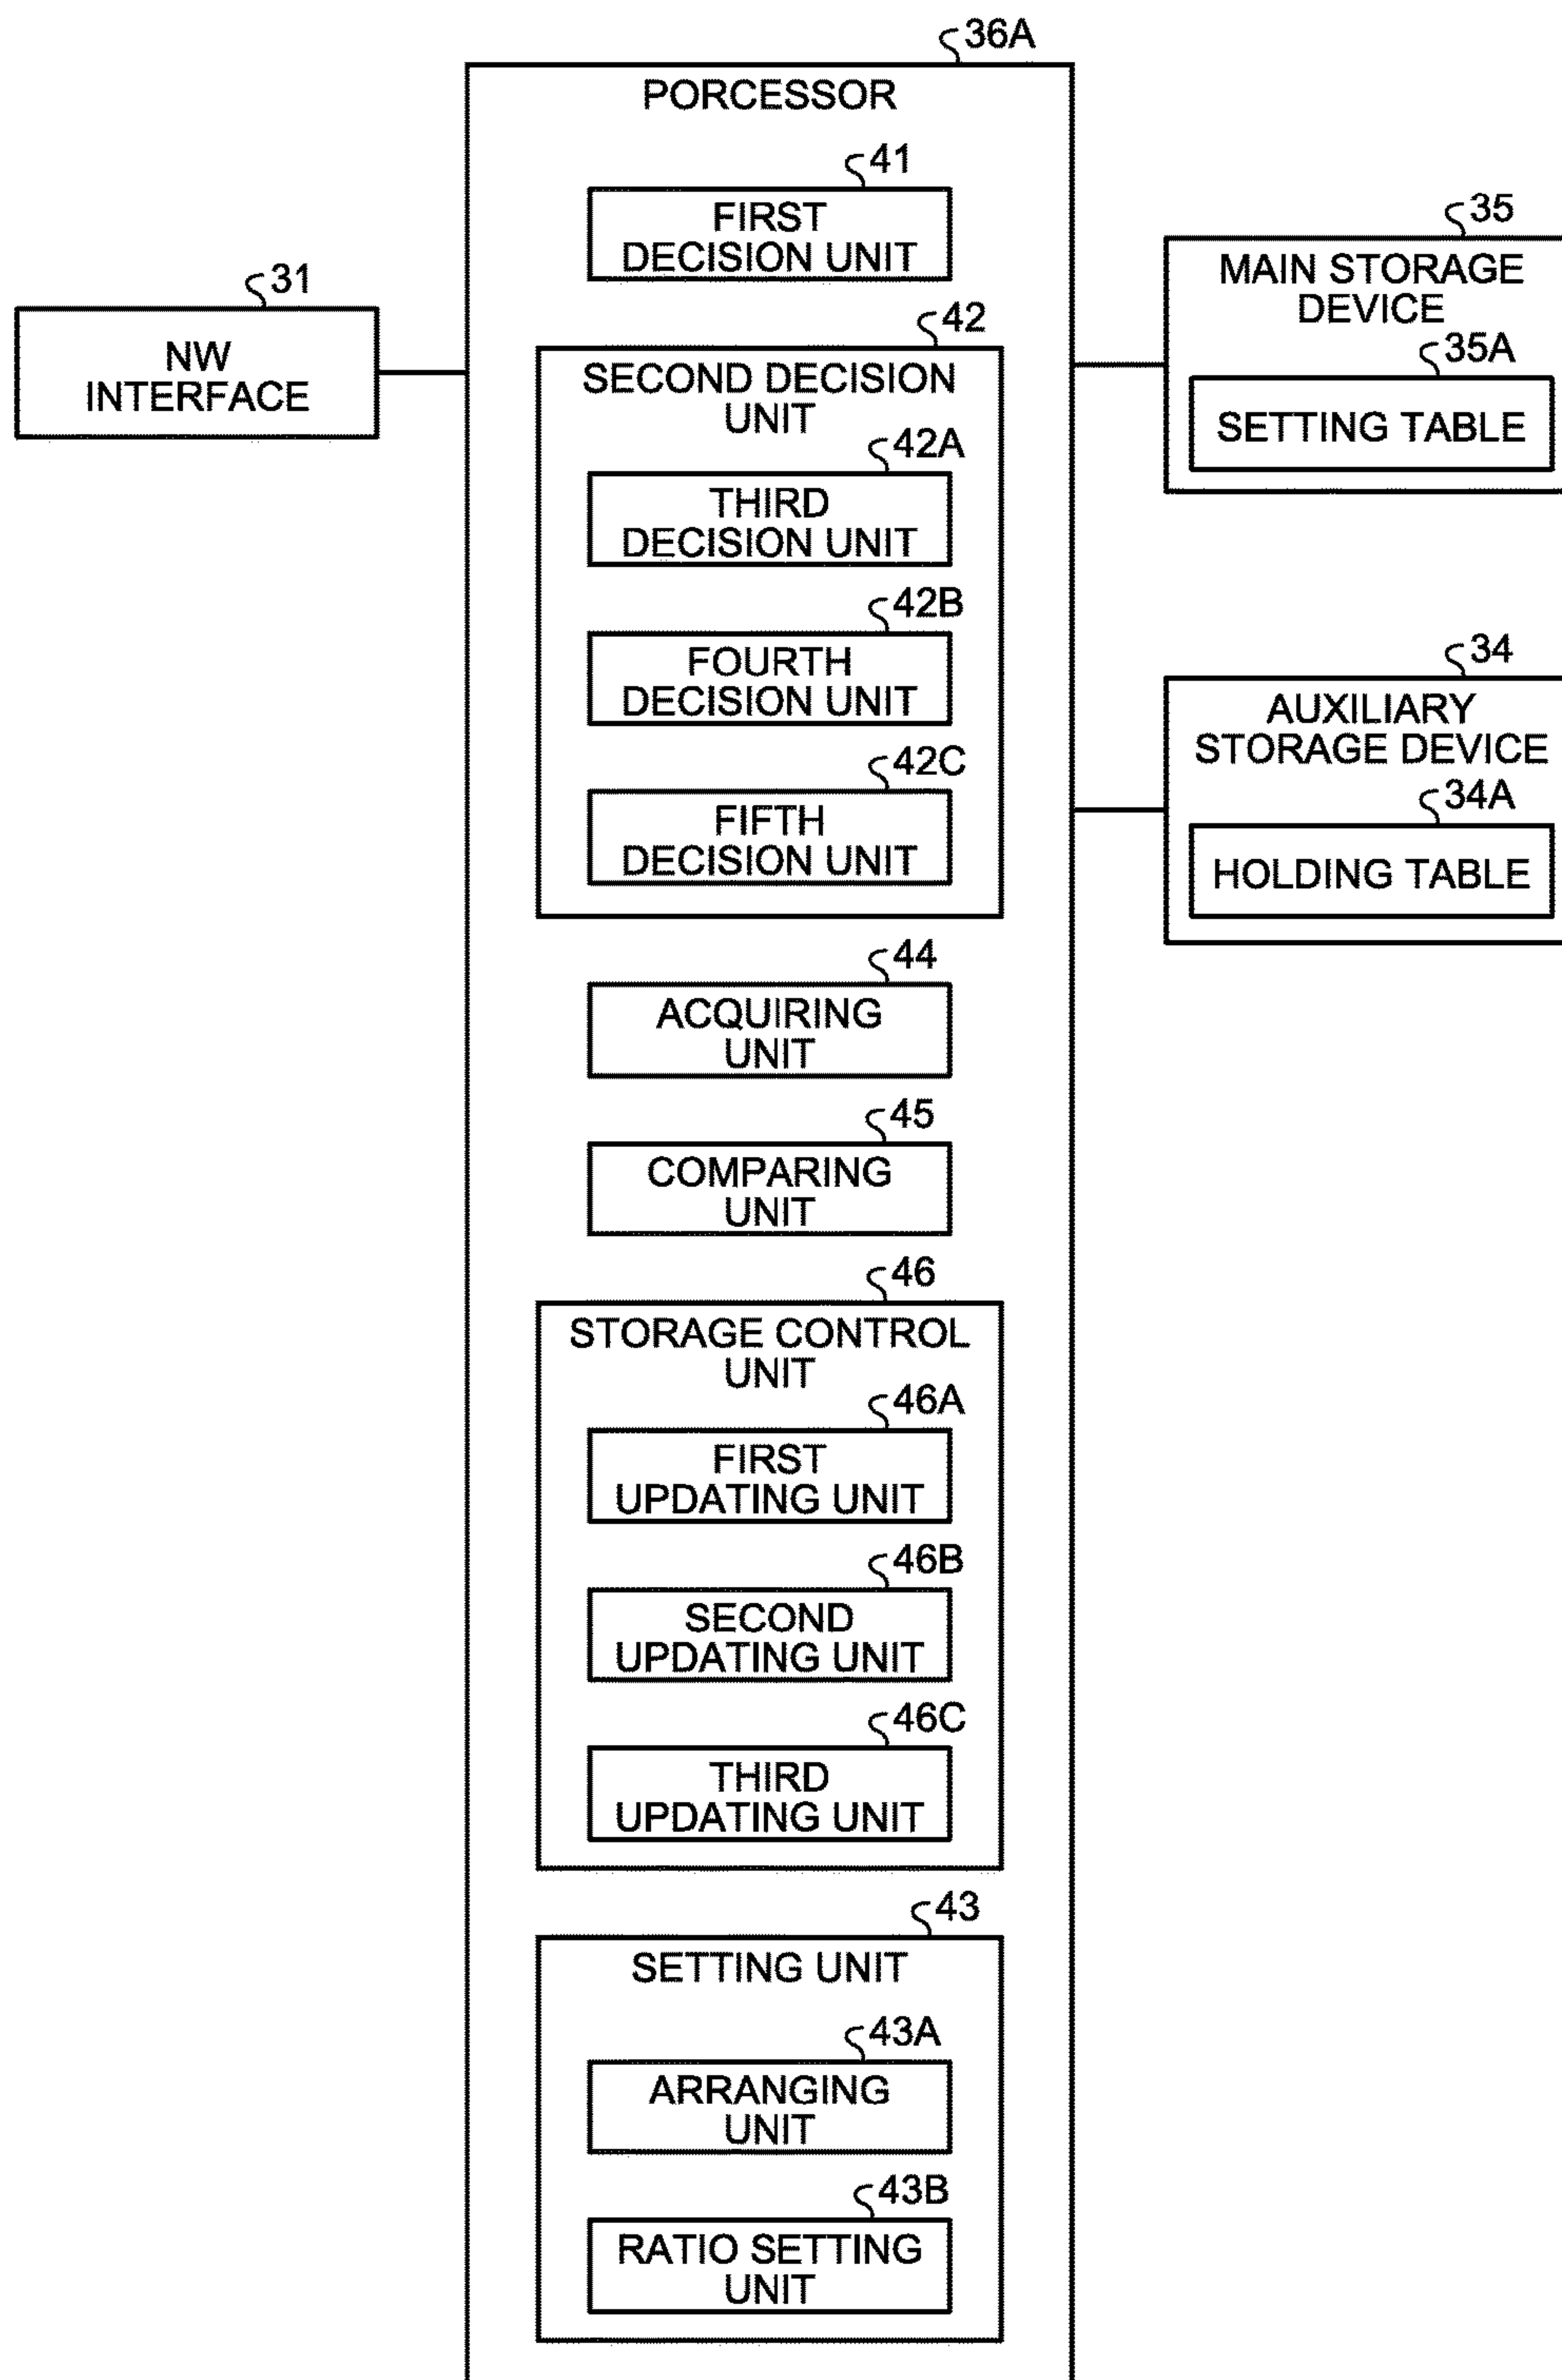 36A
PORCESSOR
41
FIRST
DECISION UNIT
31
NW
INTERFACE
42
SECOND DECISION
UNIT
42A
THIRD
DECISION UNIT
42B
FOURTH
DECISION UNIT
42C
FIFTH
DECISION UNIT
44
ACQUIRING
UNIT
45
COMPARING
UNIT
46
STORAGE CONTROL
UNIT
46A
FIRST
UPDATING UNIT
46B
SECOND
UPDATING UNIT
46C
THIRD
UPDATING UNIT
43
SETTING UNIT
43A
ARRANGING
UNIT
43B
RATIO SETTING
UNIT
35
MAIN STORAGE
DEVICE
35A
SETTING TABLE
34
AUXILIARY
STORAGE DEVICE
34A
HOLDING TABLE